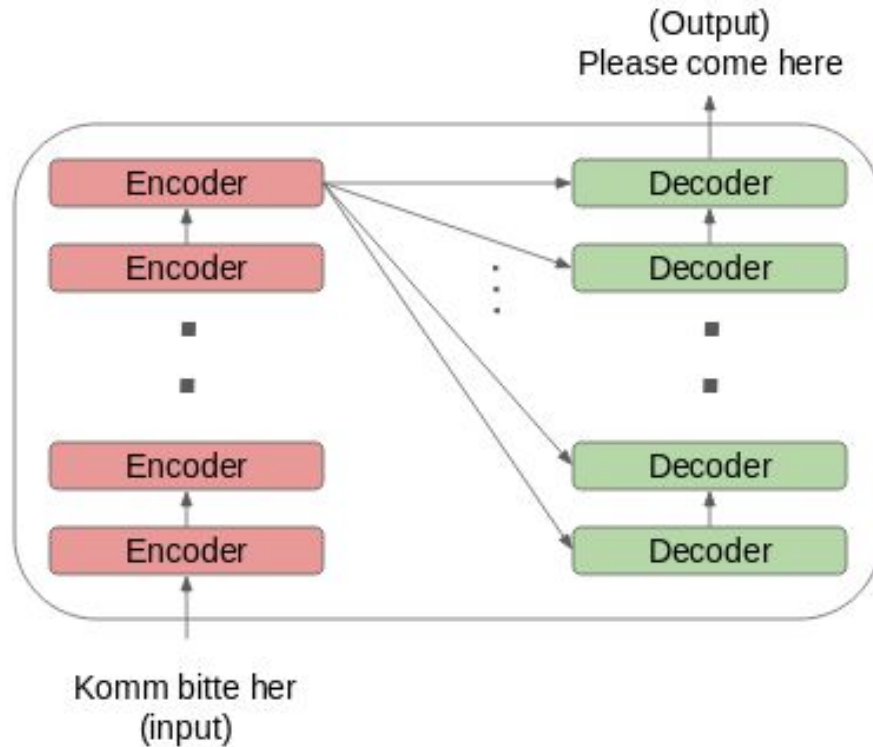 (Output)
Please come here
Encoder
Decoder
Encoder
Decoder
Encoder
Decoder
Encoder
Decoder
Komm bitte her
(input)